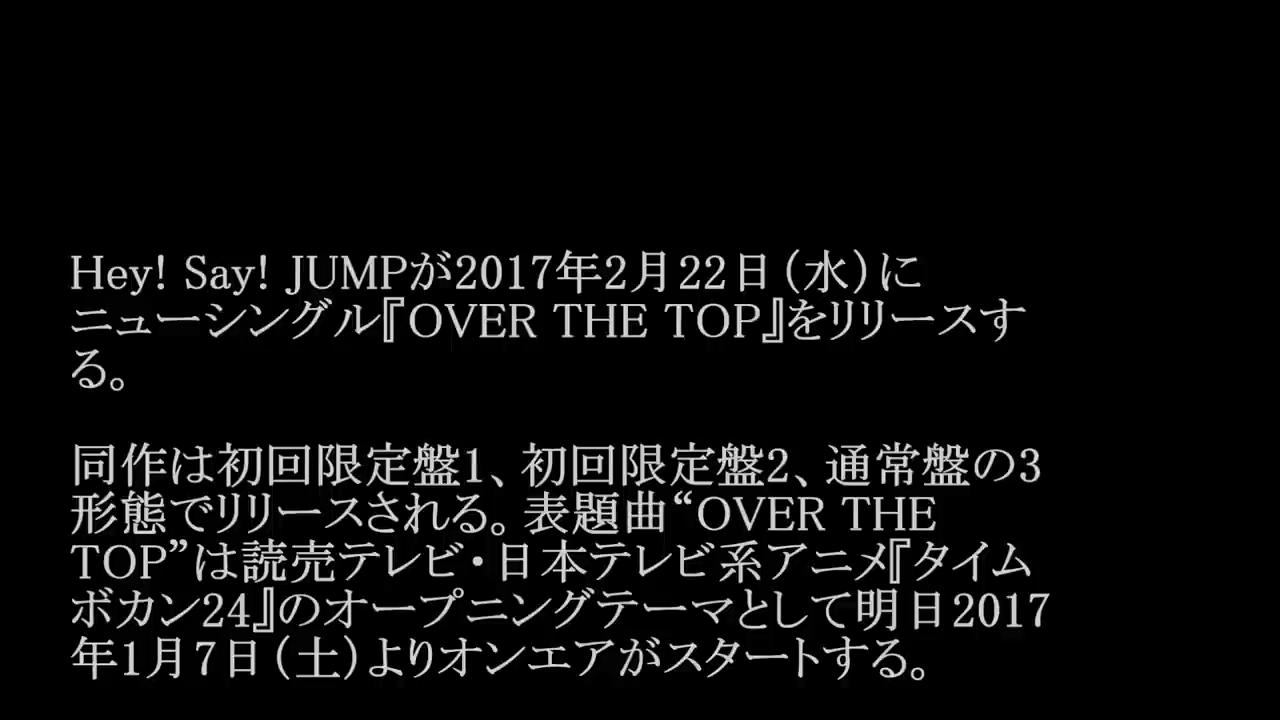 Hey! Say! JUMPが2017年2月22日（水）に
ニューシングル『OVER THE TOP』をリリースす
る。
同作は初回限定盤1、初回限定盤2、通常盤の3
形態でリリースされる。表題曲“OVER THE
TOP”は読売テレビ・日本テレビ系アニメ『タイム
ボカン24』のオープニングテーマとして明日2017
年1月7日（土）よりオンエアがスタートする。